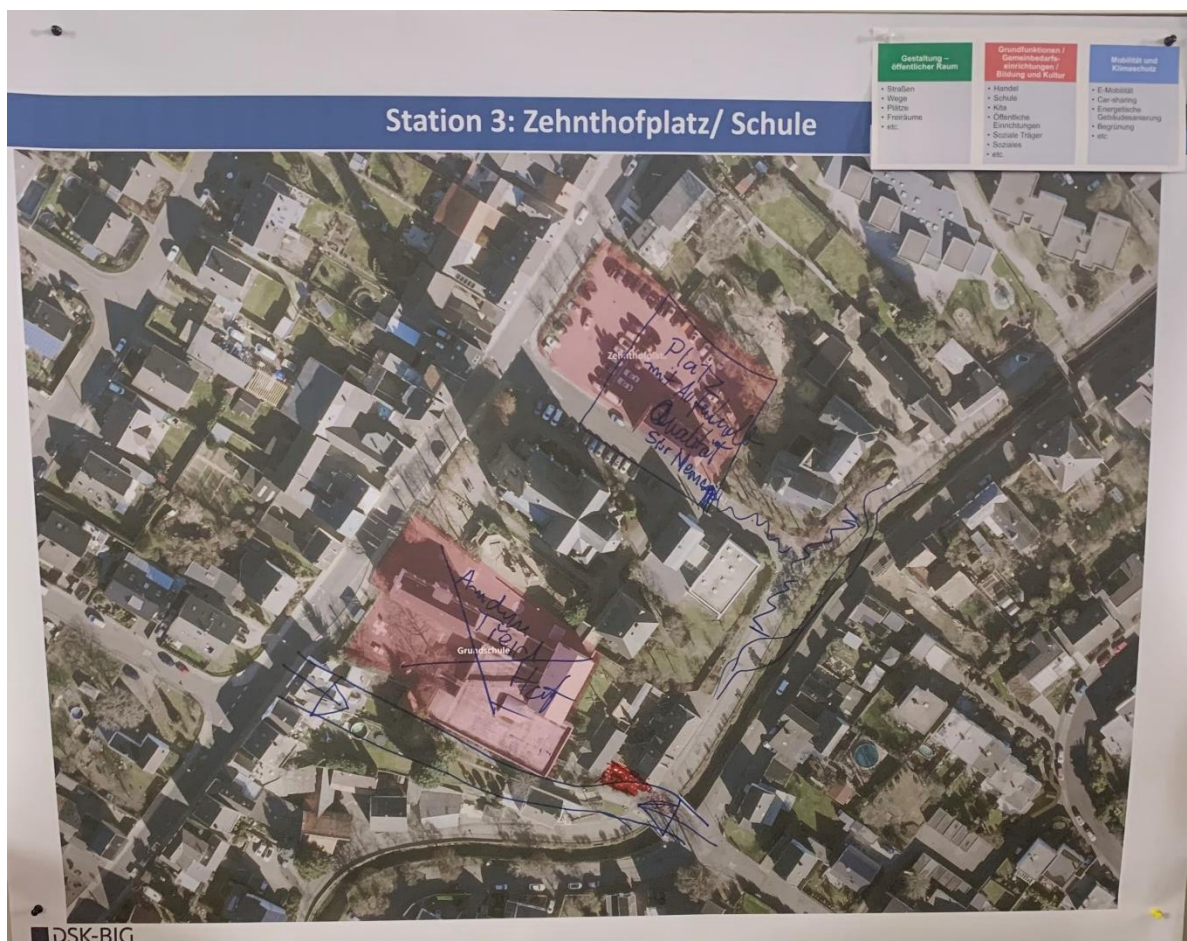 Gestaltung –
öffentlicher Raum
• Straßen
• Wege
• Plätze
• Freiräume
• etc.
Grundfunktionen /
Gemeinbedarfs-
einrichtungen /
Bildung und Kultur
• Handel
• Schule
• Kita
• Öffentliche
Einrichtungen
• Soziale Träger
• Soziales
• etc.
Mobilität und
Klimaschutz
• E-Mobilität
• Car-sharing
• Energetische
Gebäudesanierung
• Begrünung
• etc
Station 3: Zehnthofplatz/ Schule
Zehnthofplatz
Platz
mit
Qualität
Grundschule
Hof
DSK-BIG